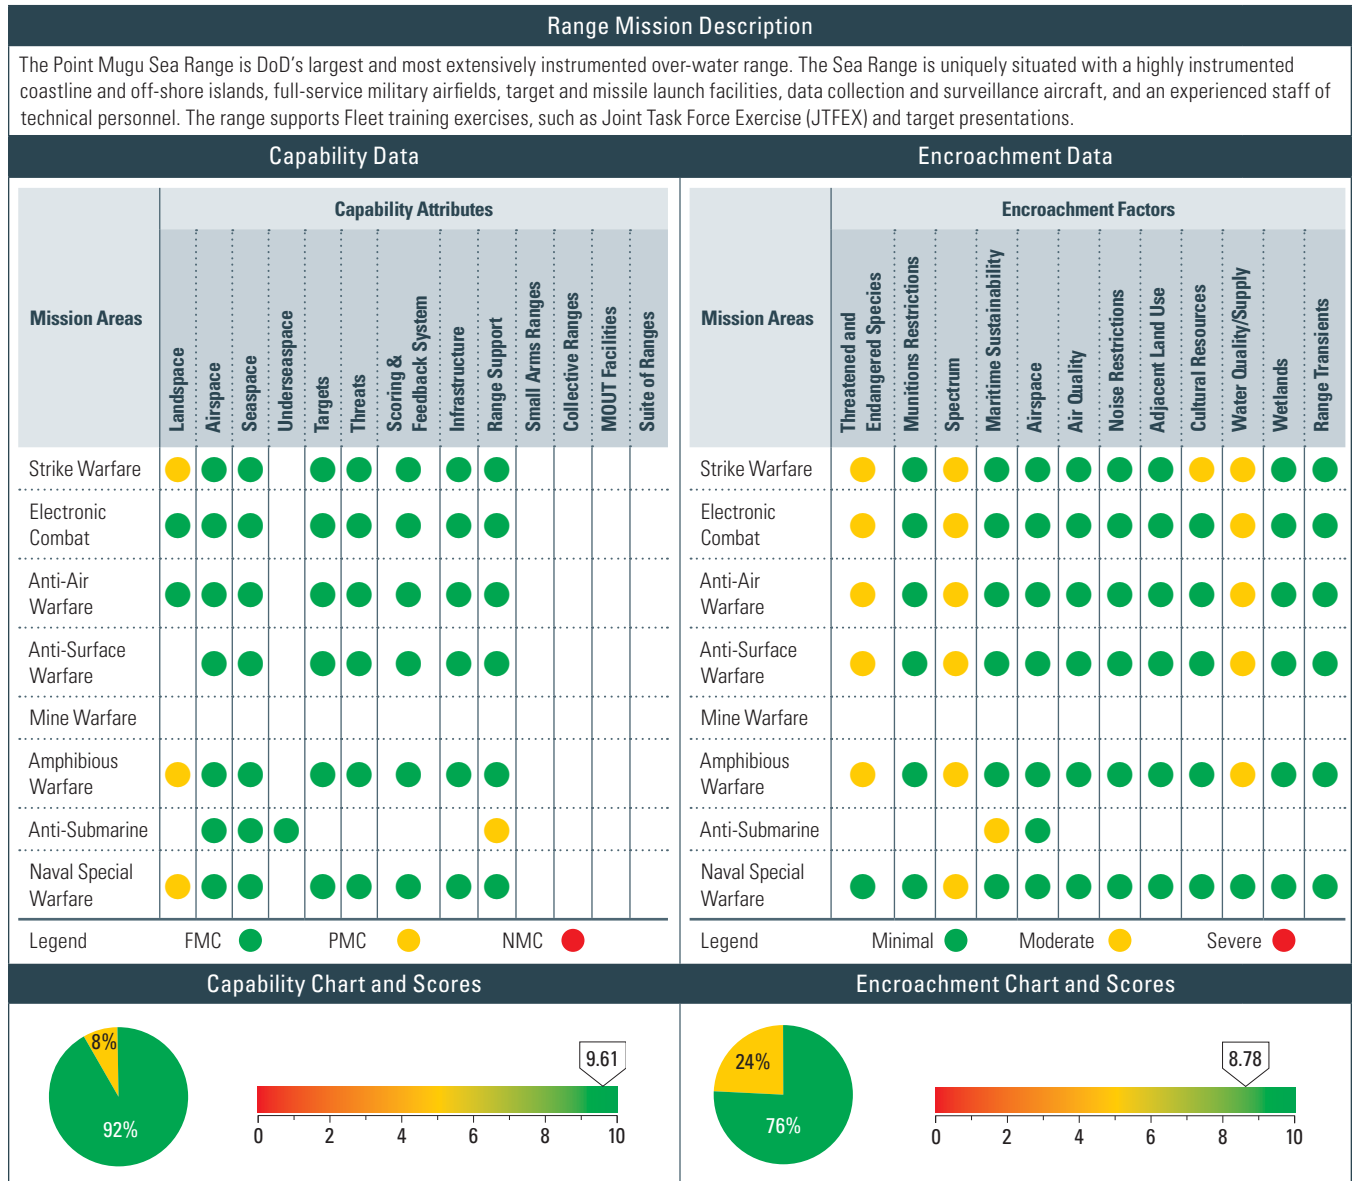 Range Mission Description
The Point Mugu Sea Range is DoD's largest and most extensively instrumented over-water range. The Sea Range is uniquely situated with a highly instrumented
coastline and off-shore islands, full-service military airfields, target and missile launch facilities, data collection and surveillance aircraft, and an experienced staff of
technical personnel. The range supports Fleet training exercises, such as Joint Task Force Exercise (JTFEX) and target presentations.
Capability Data
Mission Areas
Capability Attributes
Landspace
Airspace
Seaspace
Underseaspace
Targets
Threats
Scoring &
Feedback System
Infrastructure
Range Support
Small Arms Ranges
Collective Ranges
MOUT Facilities
Suite of Ranges
Strike Warfare
Electronic
Combat
Anti-Air
Warfare
Anti-Surface
Warfare
Mine Warfare
Amphibious
Warfare
Anti-Submarine
Naval Special
Warfare
Legend FMC PMC NMC
Encroachment Data
Mission Areas
Encroachment Factors
Threatened and
Endangered Species
Munitions Restrictions
Spectrum
Maritime Sustainability
Airspace
Air Quality
Noise Restrictions
Adjacent Land Use
Cultural Resources
Water Quality/Supply
Wetlands
Range Transients
Strike Warfare
Electronic
Combat
Anti-Air
Warfare
Anti-Surface
Warfare
Mine Warfare
Amphibious
Warfare
Anti-Submarine
Naval Special
Warfare
Legend Minimal Moderate Severe
Capability Chart and Scores
8%
92%
9.61
0 2 4 6 8 10
Encroachment Chart and Scores
24%
76%
8.78
0 2 4 6 8 10